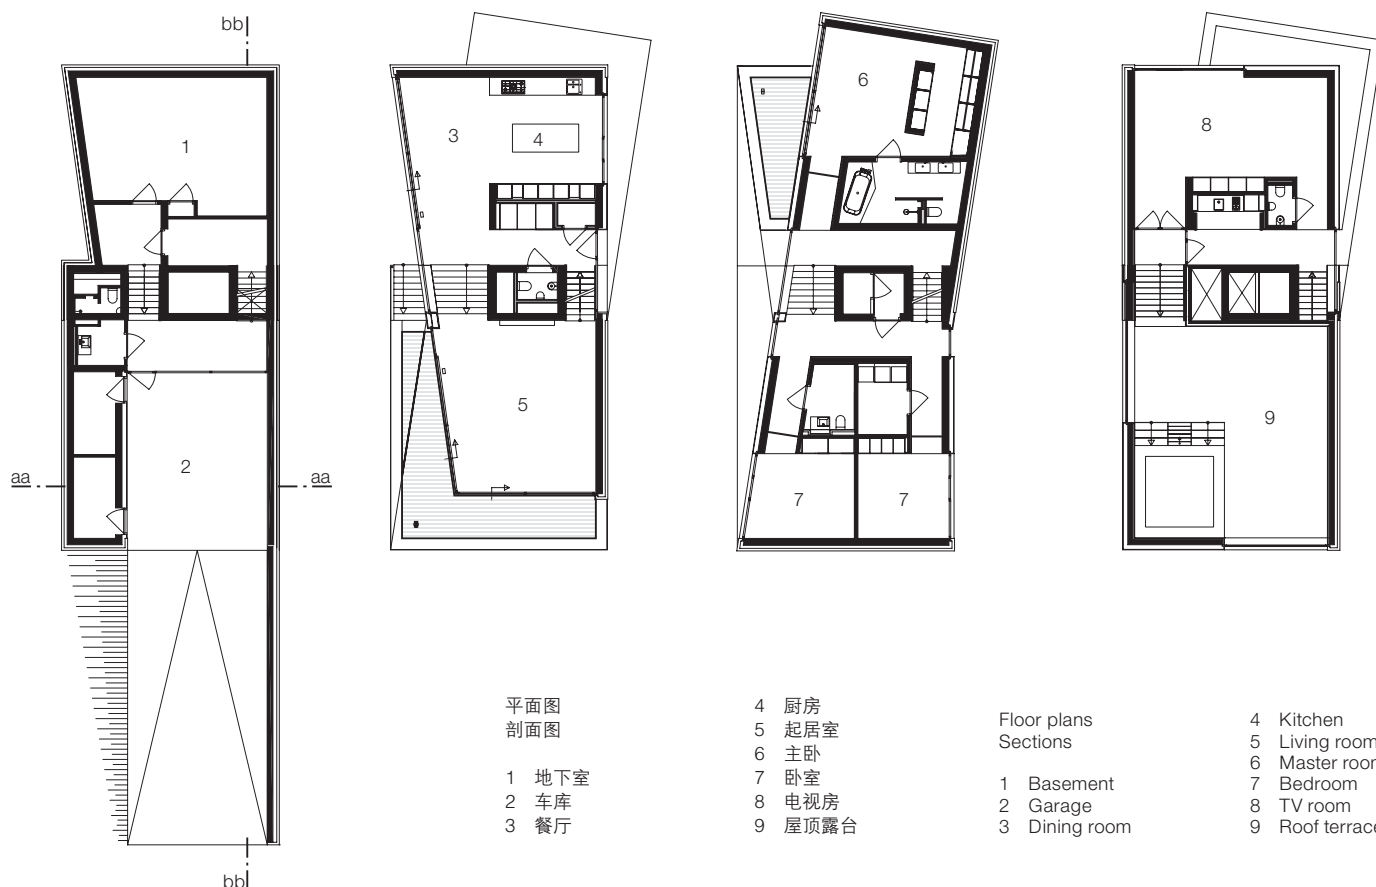 bb
1
2
aa
aa
bb
3
4
5
6
7
7
8
9
平面图
剖面图
1 地下室
2 车库
3 餐厅
4 厨房
5 起居室
6 主卧
7 卧室
8 电视房
9 屋顶露台
Floor plans
Sections
1 Basement
2 Garage
3 Dining room
4 Kitchen
5 Living room
6 Master room
7 Bedroom
8 TV room
9 Roof terrace